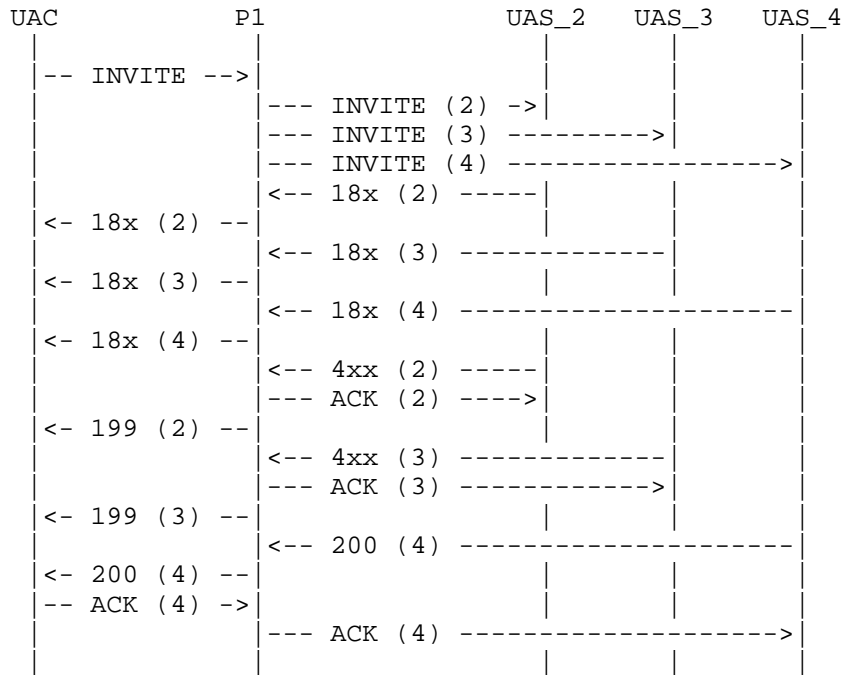 UAC P1 UAS_2 UAS_3 UAS_4
-- INVITE -->
--- INVITE (2) ->
--- INVITE (3) --------->
--- INVITE (4) ----------------->
<-- 18x (2) -----
<- 18x (2) --
<-- 18x (3) -------------
<- 18x (3) --
<-- 18x (4) ---------------------
<- 18x (4) --
<-- 4xx (2) -----
--- ACK (2) ---->
<- 199 (2) --
<-- 4xx (3) -------------
--- ACK (3) ------------>
<- 199 (3) --
<-- 200 (4) ---------------------
<- 200 (4) --
-- ACK (4) ->
--- ACK (4) -------------------->